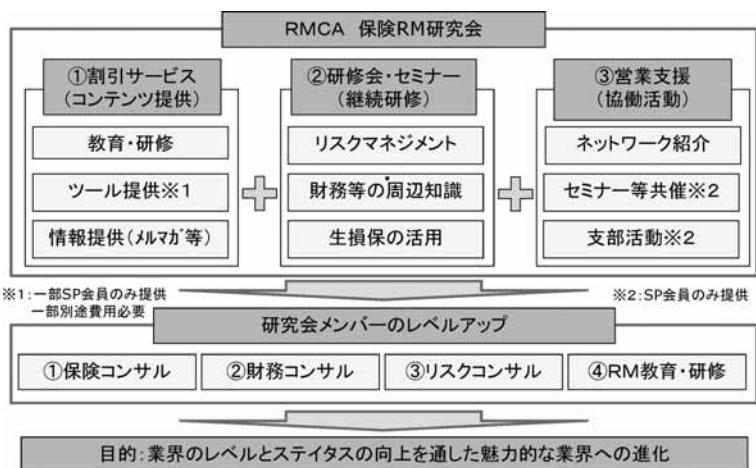 RMCA 保険RM研究会
①割引サービス
(コンテンツ提供)
教育・研修
ツール提供※1
情報提供(メルマガ等)
②研修会・セミナー
(継続研修)
リスクマネジメント
財務等の周辺知識
生損保の活用
③営業支援
(協働活動)
ネットワーク紹介
セミナー等共催※2
支部活動※2
※1:一部SP会員のみ提供
一部別途費用必要
※2:SP会員のみ提供
研究会メンバーのレベルアップ
①保険コンサル
②財務コンサル
③リスクコンサル
④RM教育・研修
目的:業界のレベルとステイタスの向上を通した魅力的な業界への進化